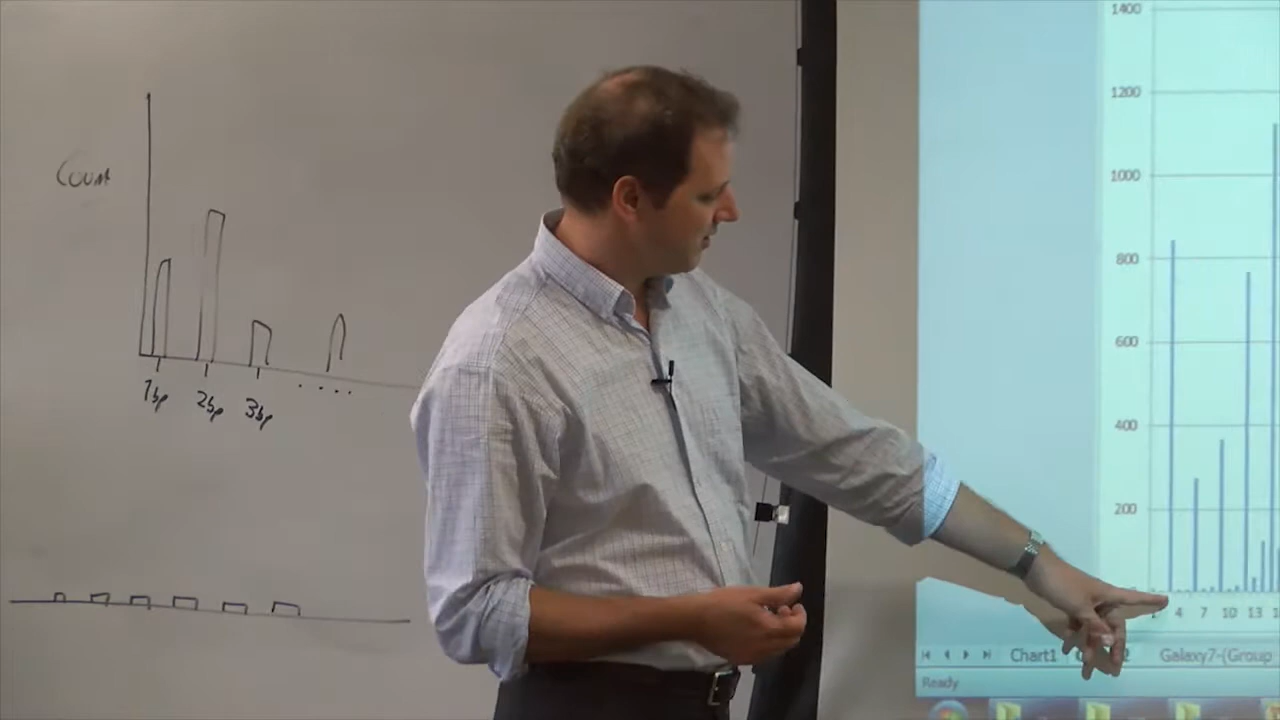 Count
1bp 2bp 3bp ....
1400
1200
1000
800
600
400
200
4 7 10 13
Chart1
Galaxy7-(Group
Ready